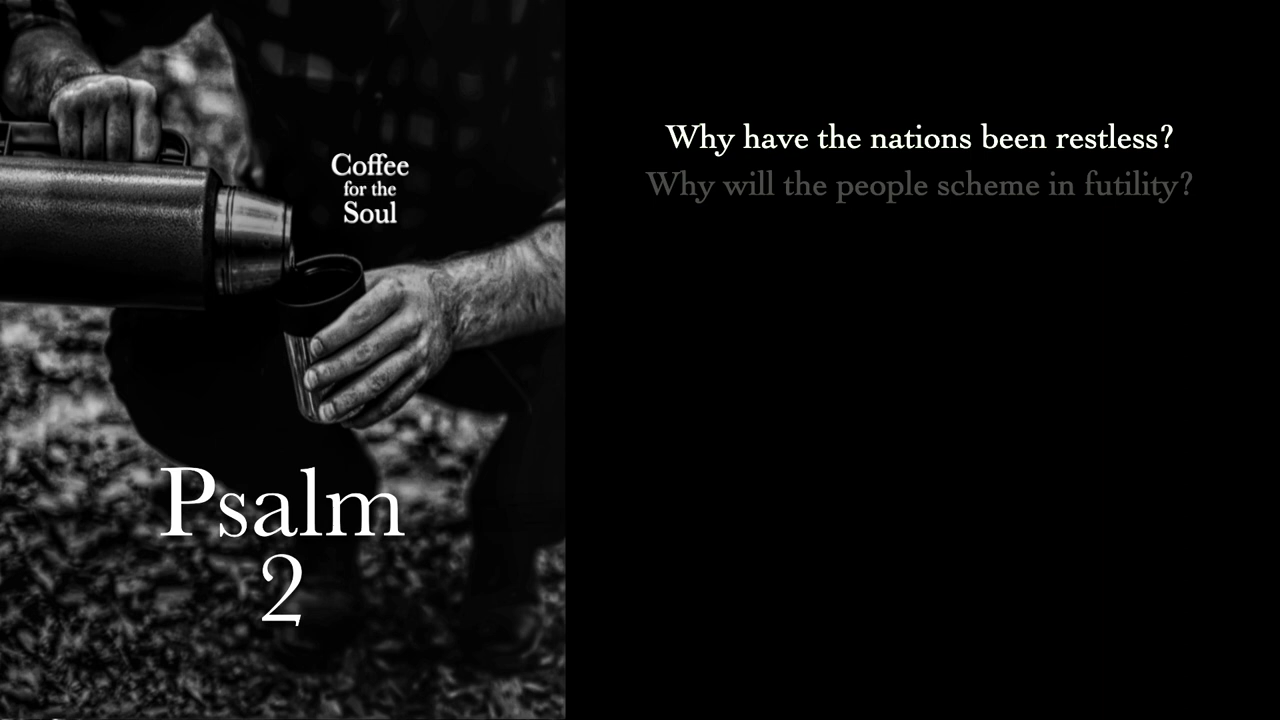 Coffee
for the
Soul
Psalm
2
Why have the nations been restless?
Why will the people scheme in futility?